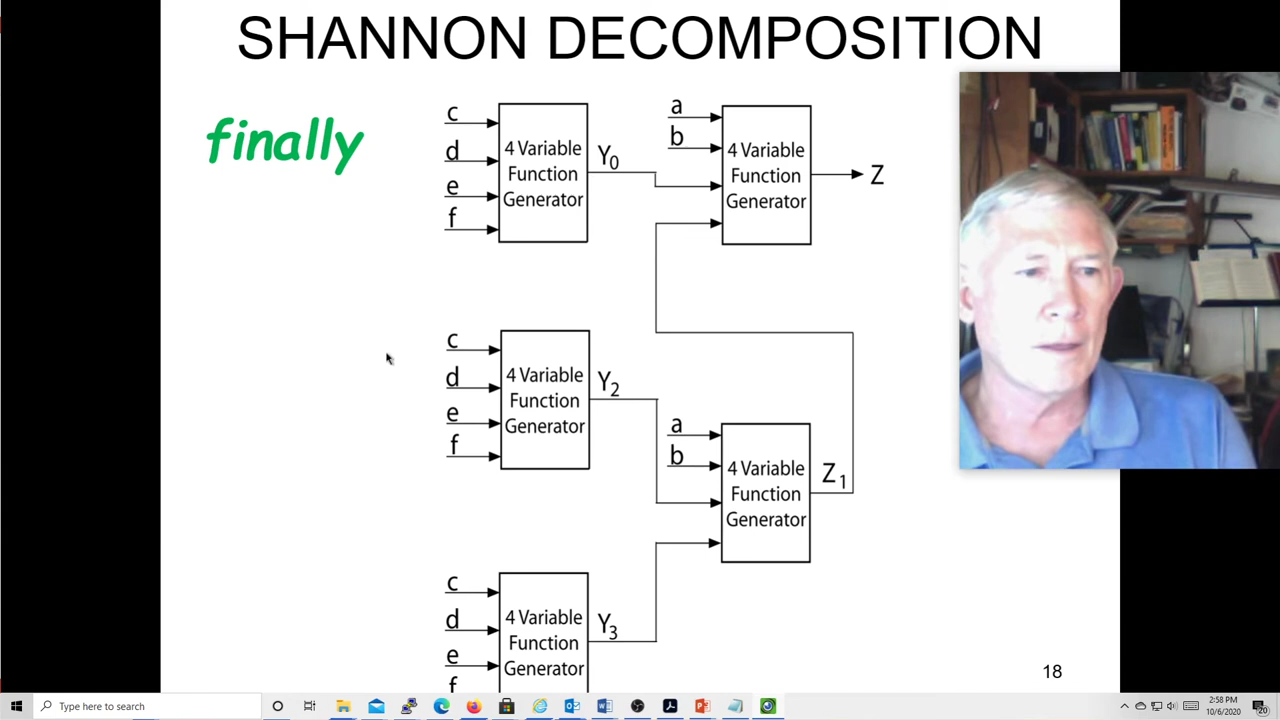 SHANNON DECOMPOSITION
finally
c
d
e
f
4 Variable
Function
Generator
Y0
a
b
4 Variable
Function
Generator
Z
c
d
e
f
4 Variable
Function
Generator
Y2
a
b
4 Variable
Function
Generator
Z1
c
d
e
f
4 Variable
Function
Generator
Y3
18
Type here to search
2:58 PM
10/6/2020
20